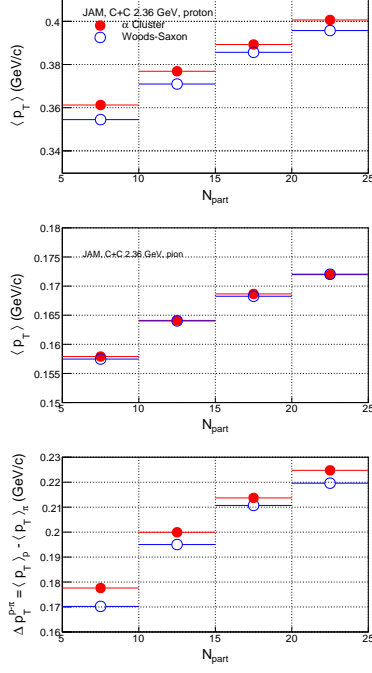 JAM, C+C 2.36 GeV, proton
α Cluster
Woods-Saxon
⟨ p_T ⟩ (GeV/c)
0.4
0.38
0.36
0.34
5 10 15 20 25
N_part
JAM, C+C 2.36 GeV, pion
⟨ p_T ⟩ (GeV/c)
0.18
0.175
0.17
0.165
0.16
0.155
0.15
5 10 15 20 25
N_part
Δ p_T^{p-π} = ⟨ p_T ⟩_p - ⟨ p_T ⟩_π (GeV/c)
0.23
0.22
0.21
0.2
0.19
0.18
0.17
0.16
5 10 15 20 25
N_part